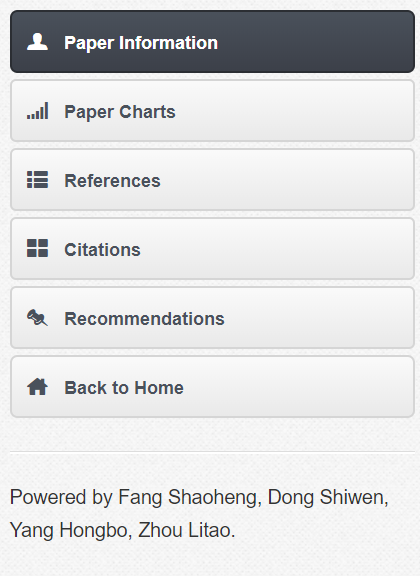 Paper Information
Paper Charts
References
Citations
Recommendations
Back to Home
Powered by Fang Shaoheng, Dong Shiwen,
Yang Hongbo, Zhou Litao.